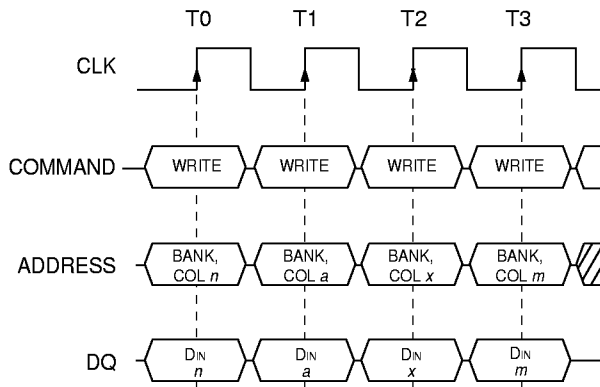 T0 T1 T2 T3
CLK
COMMAND WRITE WRITE WRITE WRITE
BANK, BANK, BANK, BANK,
ADDRESS
COL n COL a COL x COL m
DIN DIN DIN DIN
DQ
n a x m